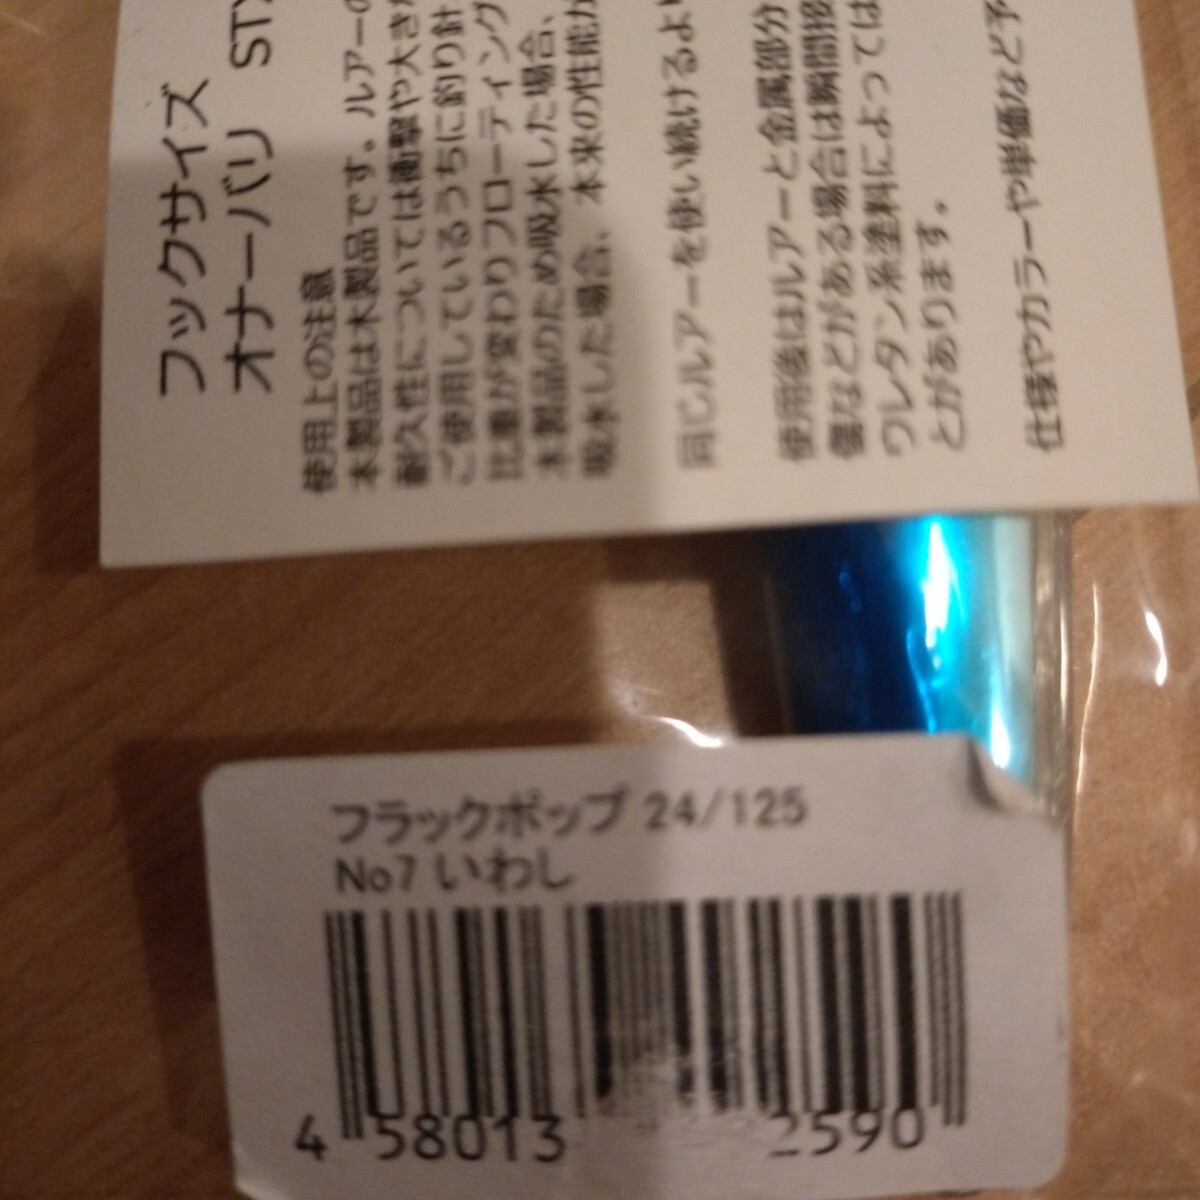 フックサイズ
オーナーバリ ST
使用上の注意
本製品は木製品です。ルアーの
耐久性については衝撃や大き
ご使用しているうちに釣り針
比重が変わりフローティング
木製品のため吸水した場合、
吸水した場合、本来の性能が
同じルアーを使い続けるよ
使用後はルアーと金属部分
傷などがある場合は瞬間接
ウレタン系塗料によっては
とがあります。
仕様やカラーや単価など予
フラックポップ 24/125
No7 いわし
4 58013 2590